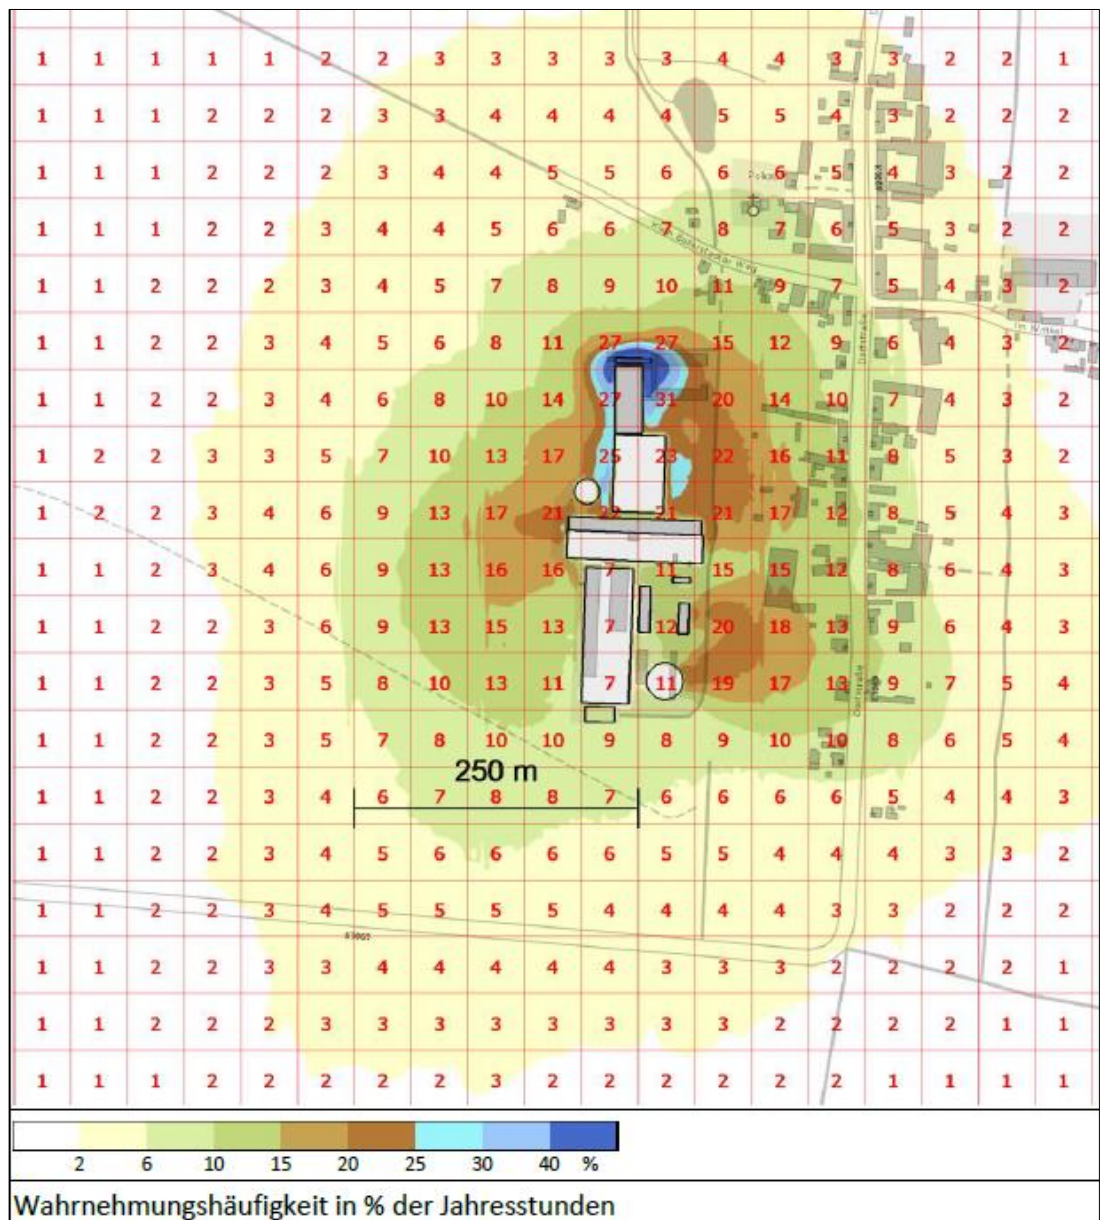 1 1 1 1 1 2 2 3 3 3 3 3 4 4 3 3 2 2 1
1 1 1 2 2 2 3 3 4 4 4 4 5 5 4 3 2 2 2
1 1 1 2 2 2 3 4 4 5 5 6 6 6 5 4 3 2 2
1 1 1 2 2 3 4 4 5 6 6 7 8 7 6 5 3 2 2
1 1 2 2 2 3 4 5 7 8 9 10 11 9 7 5 4 3 2
Dorfstraße
Im Winkel
1 1 2 2 3 4 5 6 8 11 27 27 15 12 9 6 4 3 2
1 1 2 2 3 4 6 8 10 14 27 31 20 14 10 7 4 3 2
1 2 2 3 3 5 7 10 13 17 25 23 22 16 11 8 5 3 2
1 2 2 3 4 6 9 13 17 21 22 21 21 17 12 8 5 4 3
1 1 2 3 4 6 9 13 16 16 7 11 15 15 12 8 6 4 3
1 1 2 2 3 6 9 13 15 13 7 12 20 18 13 9 6 4 3
1 1 2 2 3 5 8 10 13 11 7 11 19 17 13 9 7 5 4
Dorfstraße
1 1 2 2 3 5 7 8 10 10 9 8 9 10 10 8 6 5 4
250 m
1 1 2 2 3 4 6 7 8 8 7 6 6 6 6 5 4 4 3
1 1 2 2 3 4 5 6 6 6 6 5 5 4 4 4 3 3 2
1 1 2 2 3 4 5 5 5 5 4 4 4 4 3 3 2 2 2
1 1 2 2 3 3 4 4 4 4 4 3 3 3 2 2 2 2 1
1 1 2 2 2 3 3 3 3 3 3 3 3 2 2 2 2 1 1
1 1 1 2 2 2 2 2 3 2 2 2 2 2 2 1 1 1 1
2 6 10 15 20 25 30 40 %
Wahrnehmungshäufigkeit in % der Jahresstunden